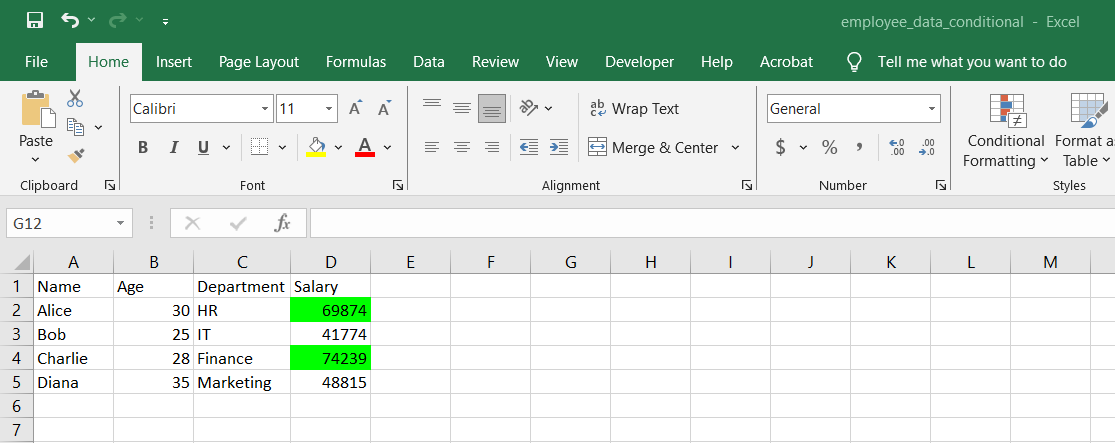 employee_data_conditional - Excel
File Home Insert Page Layout Formulas Data Review View Developer Help Acrobat Tell me what you want to do
Calibri 11 A A ab c Wrap Text General
Paste B I U A Merge & Center $ % , .00 .0 Conditional Formatting Format as Table
Clipboard Font Alignment Number Styles
G12 fx
A B C D E F G H I J K L M
1 Name Age Department Salary
2 Alice 30 HR 69874
3 Bob 25 IT 41774
4 Charlie 28 Finance 74239
5 Diana 35 Marketing 48815
6
7